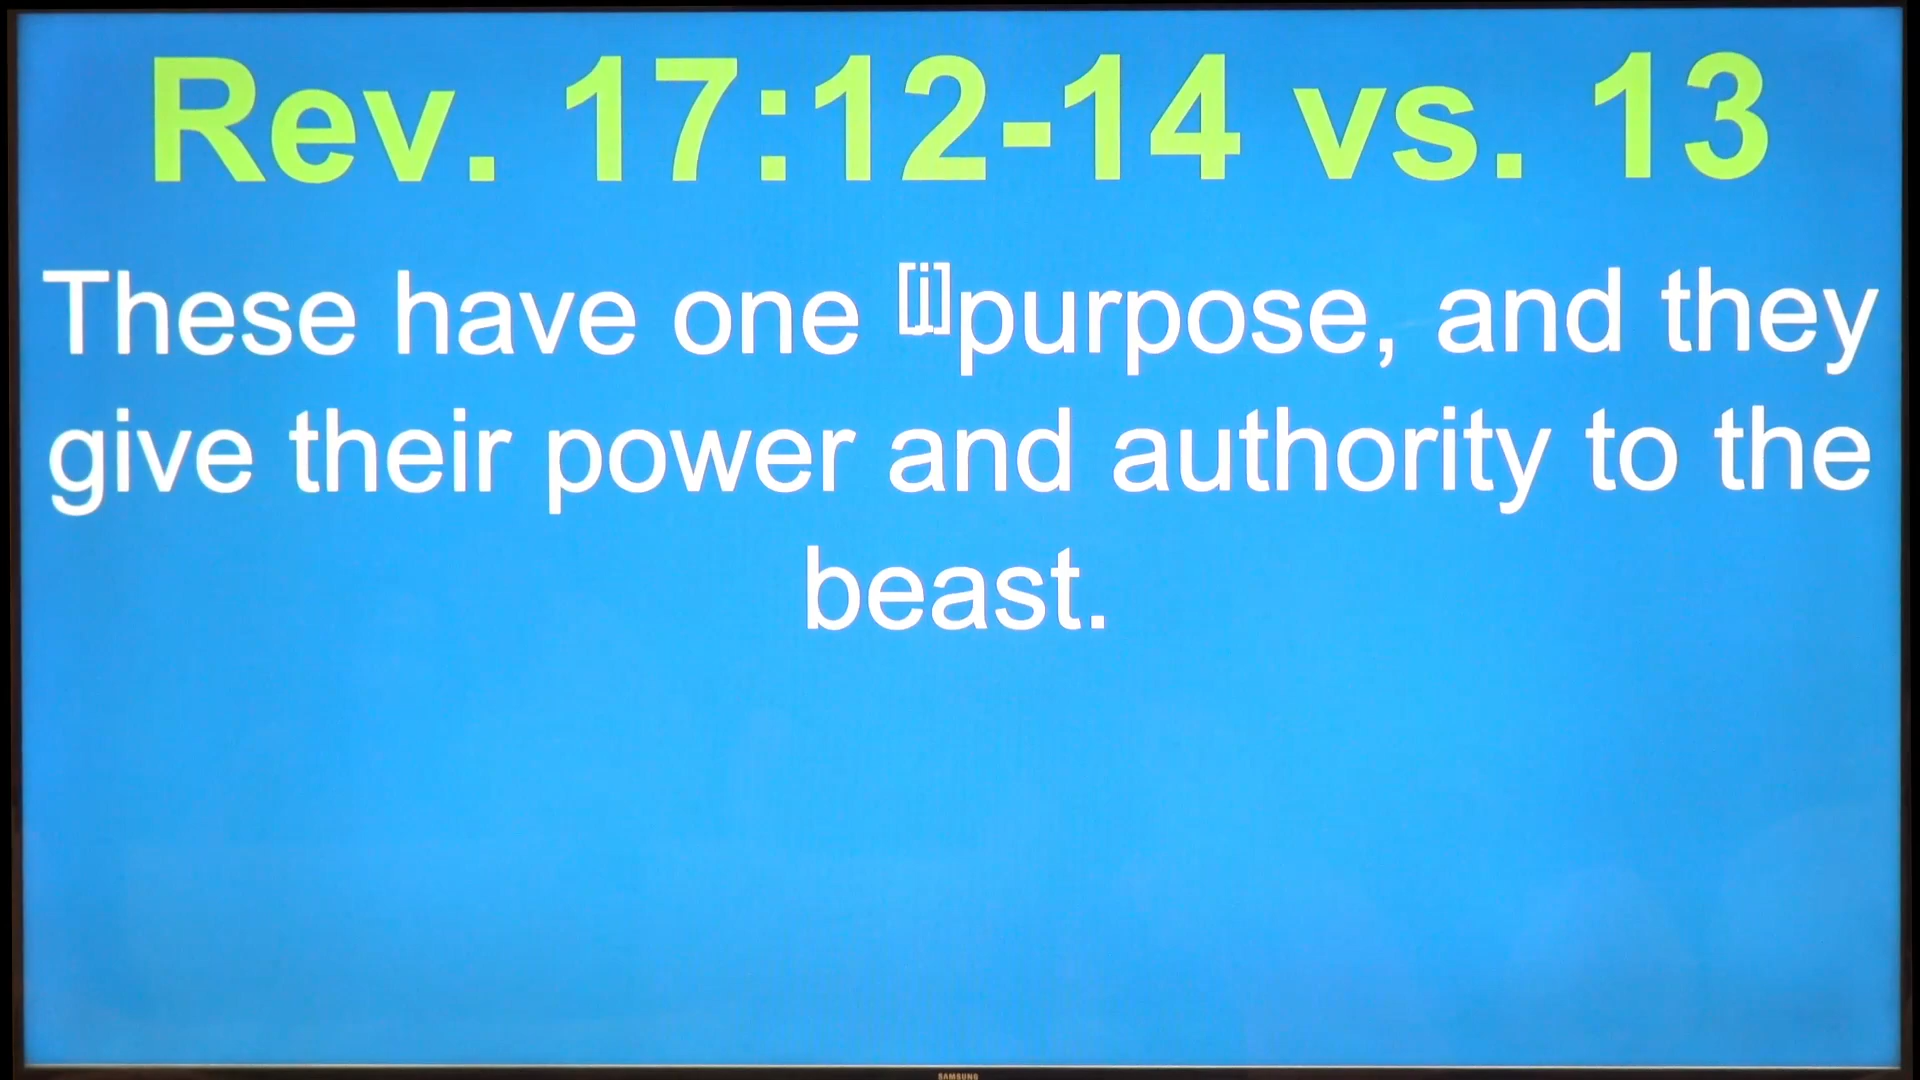 Rev. 17:12-14 vs. 13
These have one [i]purpose, and they
give their power and authority to the
beast.
SAMSUNG